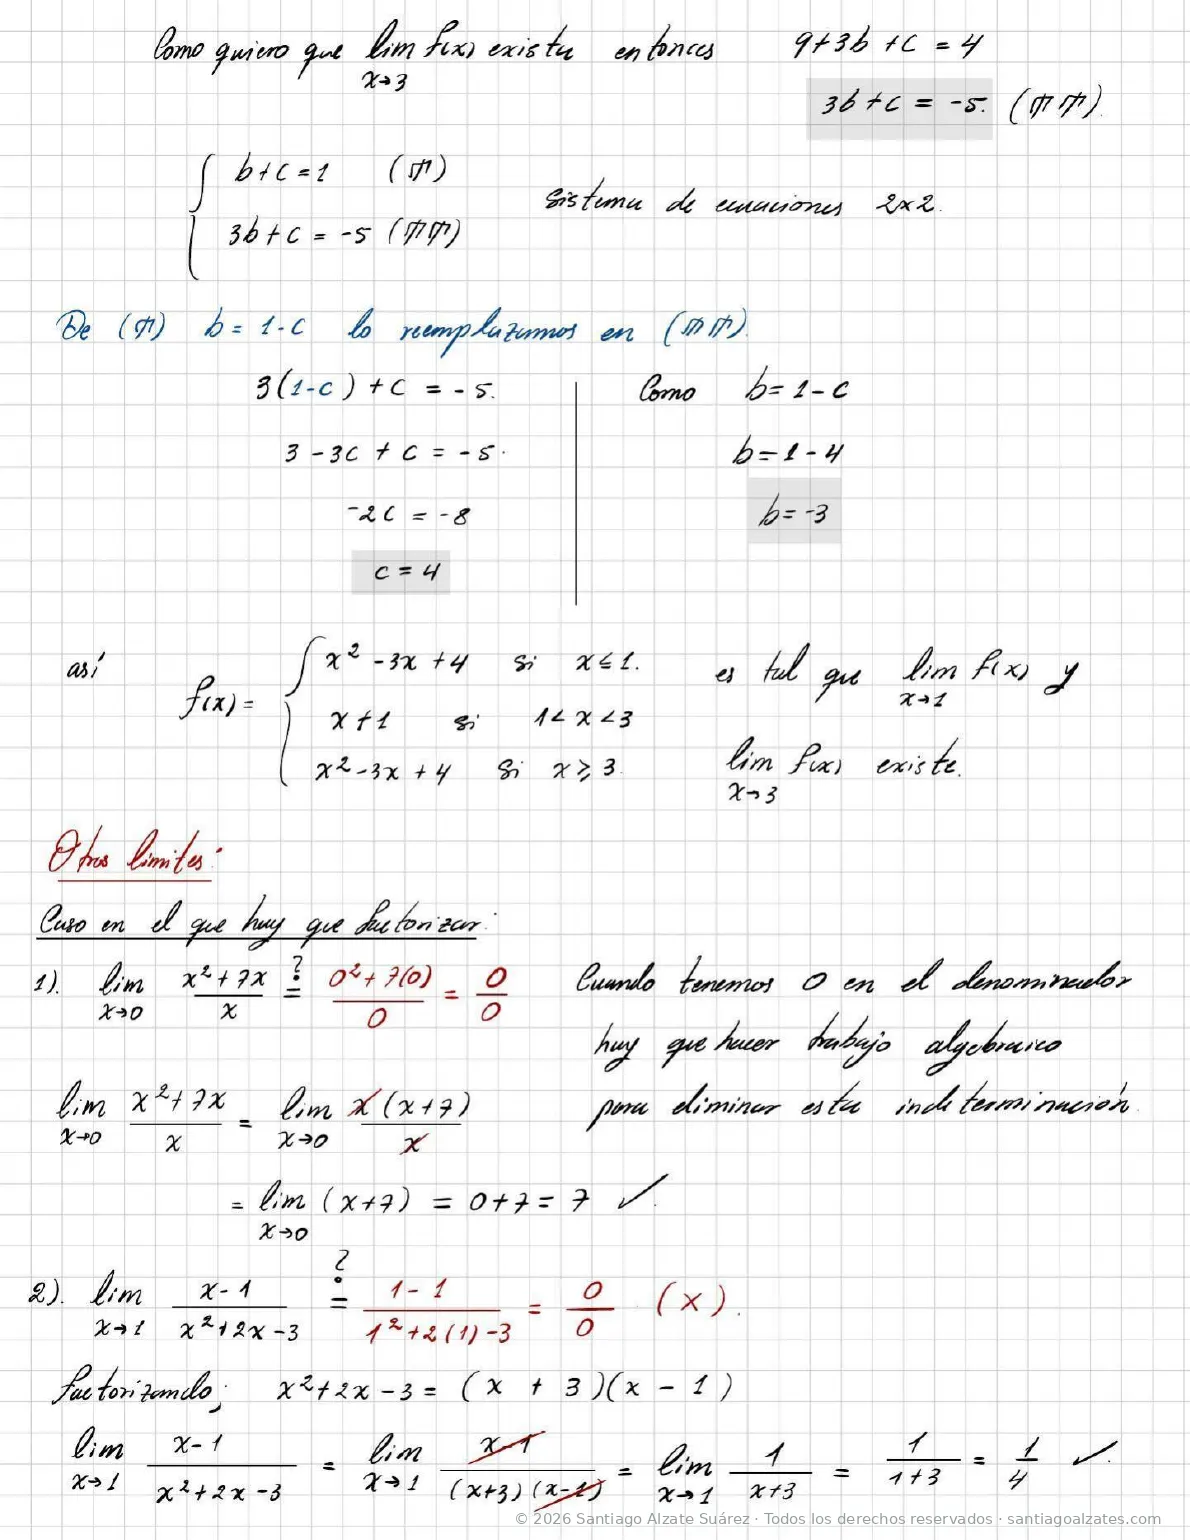 Como quiero que lim f(x) exista entonces 9+3b+c = 4
x→3
3b+c = -5. (ΠΠ).
b+c=1 (Π)
sistema de ecuaciones 2x2.
3b+c = -5 (ΠΠ)
De (Π) b = 1-c lo reemplazamos en (ΠΠ).
3(1-c)+c = -5. Como b=1-c
3-3c+c = -5. b=1-4
-2c = -8 b=-3
c = 4
así f(x) = { x²-3x+4 si x≤1. es tal que lim f(x) y
x→1
x+1 si 1<x<3
x²-3x+4 si x≥3. lim f(x) existe.
x→3
Otros limites:
Caso en el que hay que factorizar:
1). lim x→0 (x²+7x)/x ?= (0²+7(0))/0 = 0/0 Cuando tenemos 0 en el denominador
hay que hacer trabajo algebraico
lim x→0 (x²+7x)/x = lim x→0 x(x+7)/x para eliminar esta indeterminación.
= lim x→0 (x+7) = 0+7 = 7 ✓.
2). lim x→1 (x-1)/(x²+2x-3) ?= (1-1)/(1²+2(1)-3) = 0/0 (x).
factorizando; x²+2x-3 = (x + 3)(x - 1)
lim x→1 (x-1)/(x²+2x-3) = lim x→1 (x-1)/((x+3)(x-1)) = lim x→1 1/(x+3) = 1/(1+3) = 1/4 ✓.
© 2026 Santiago Alzate Suárez · Todos los derechos reservados · santiagoalzates.com